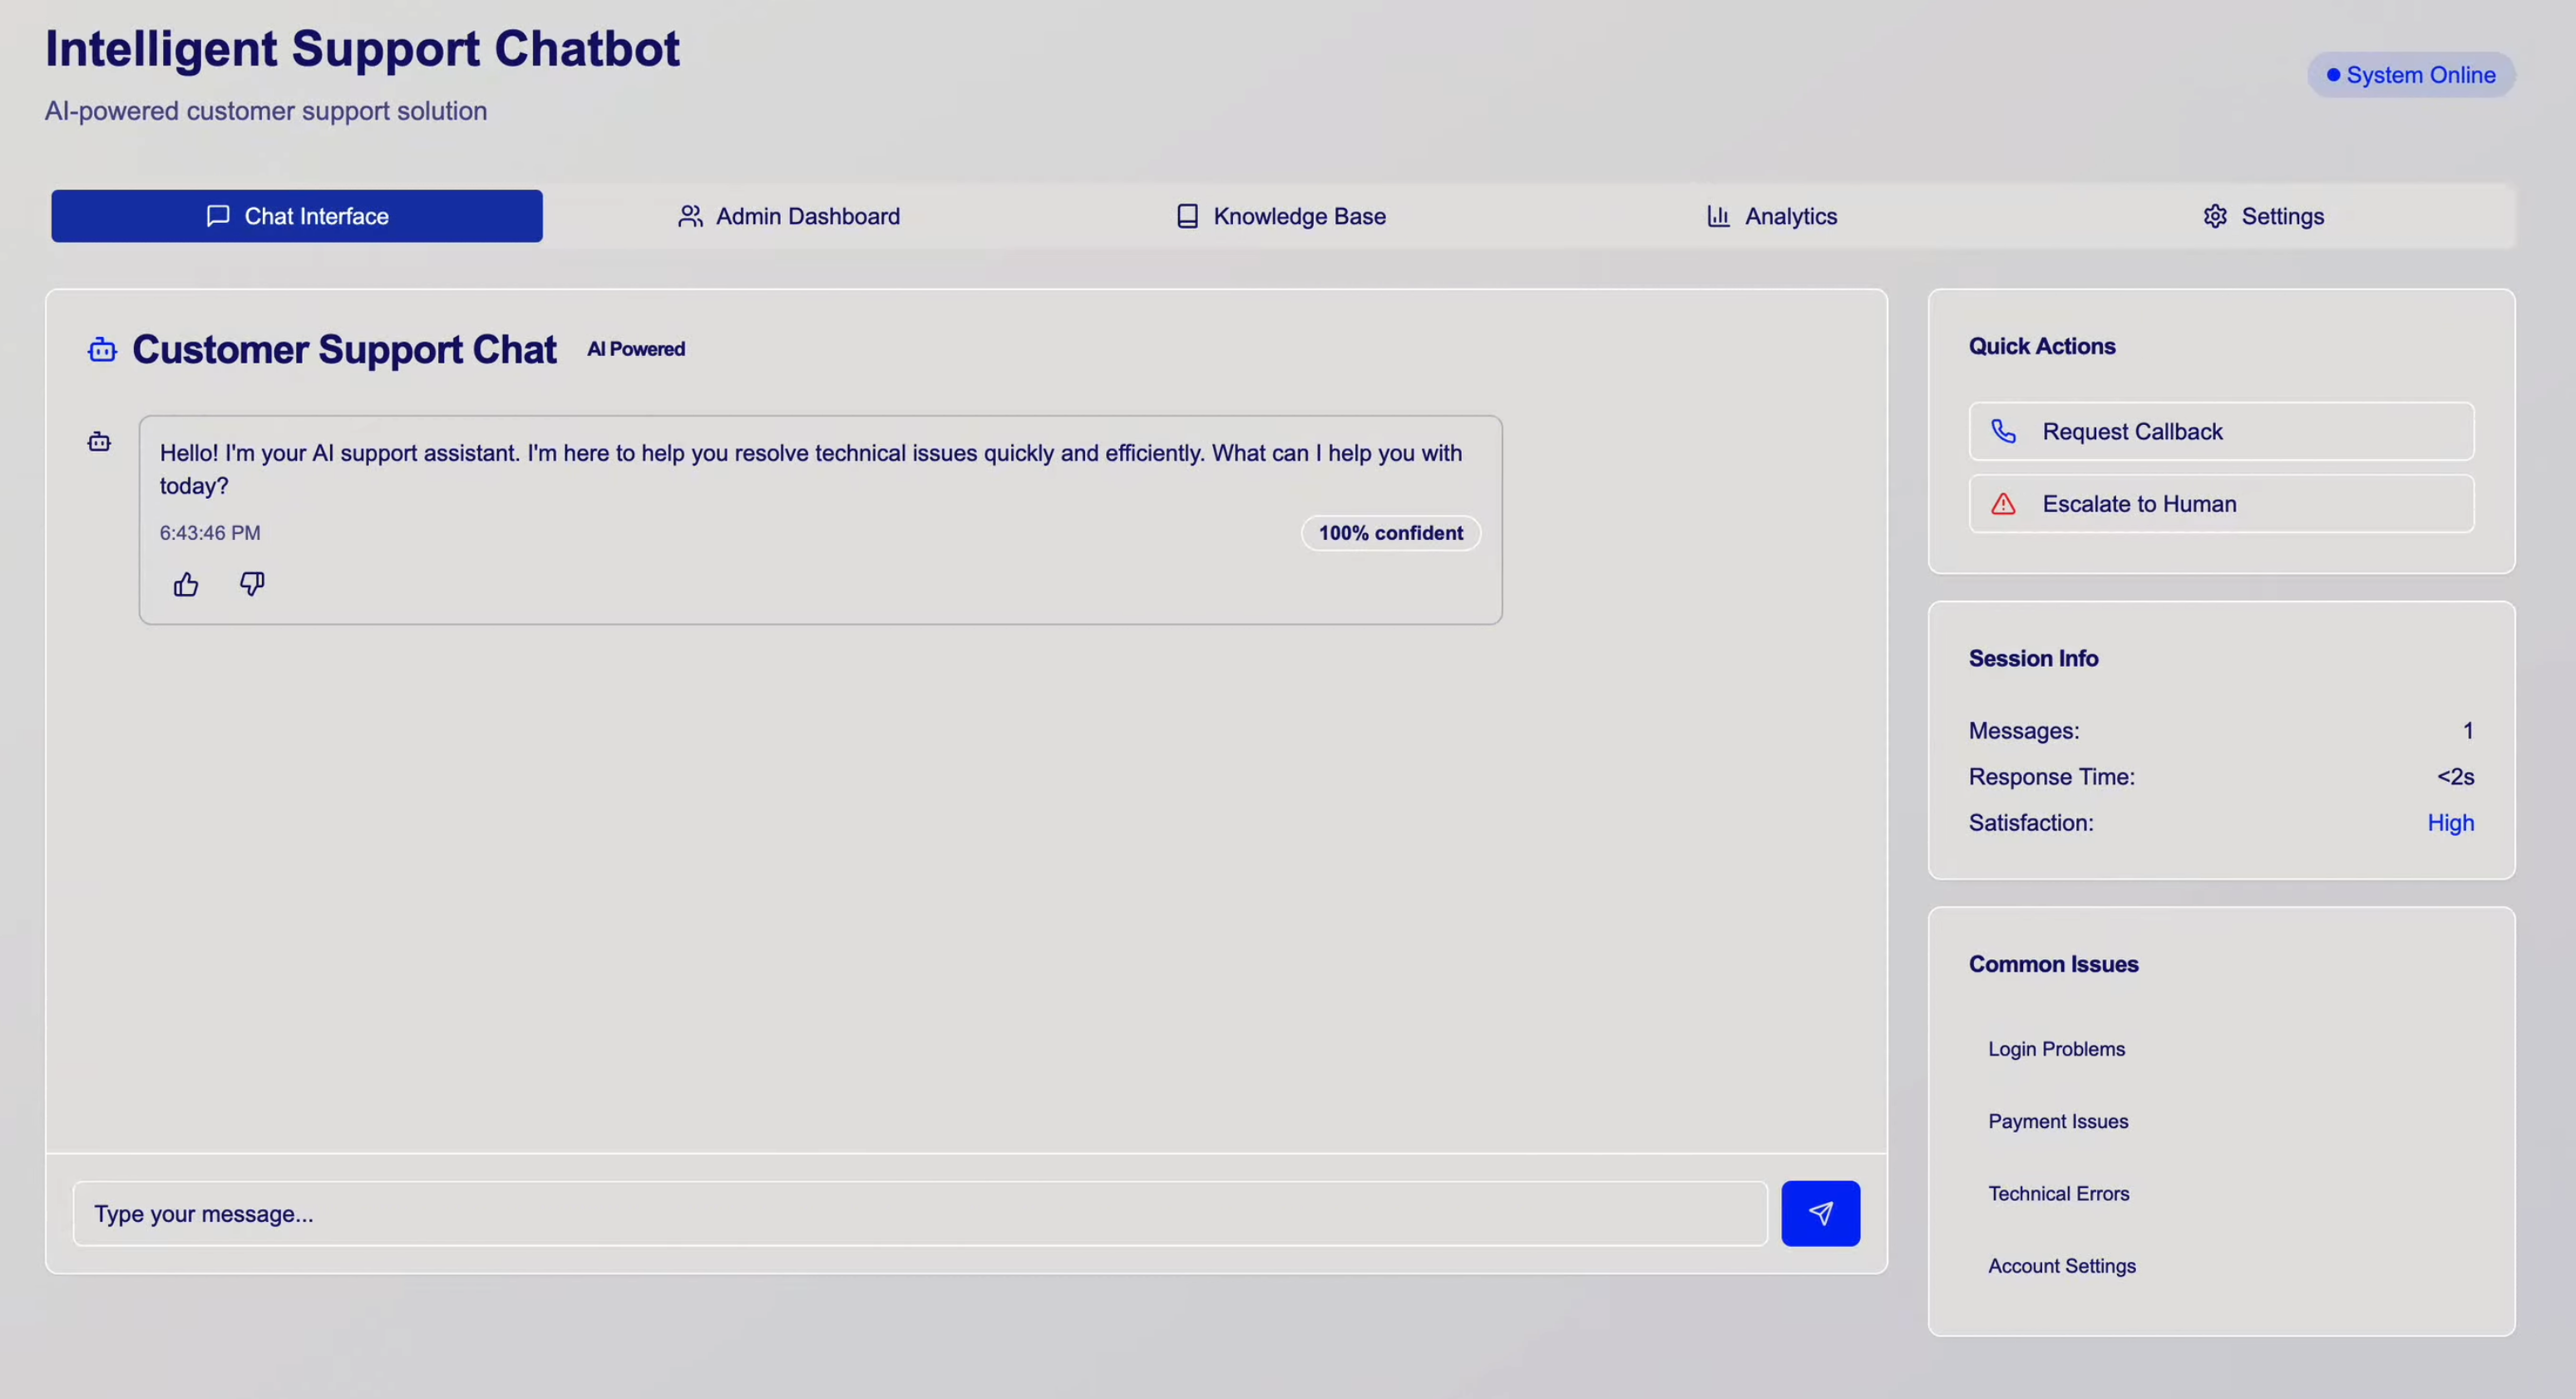 Intelligent Support Chatbot
AI-powered customer support solution
System Online
Chat Interface
Admin Dashboard
Knowledge Base
Analytics
Settings
Customer Support Chat
AI Powered
Hello! I'm your AI support assistant. I'm here to help you resolve technical issues quickly and efficiently. What can I help you with
today?
6:43:46 PM
100% confident
Type your message...
Quick Actions
Request Callback
Escalate to Human
Session Info
Messages: 1
Response Time: <2s
Satisfaction: High
Common Issues
Login Problems
Payment Issues
Technical Errors
Account Settings